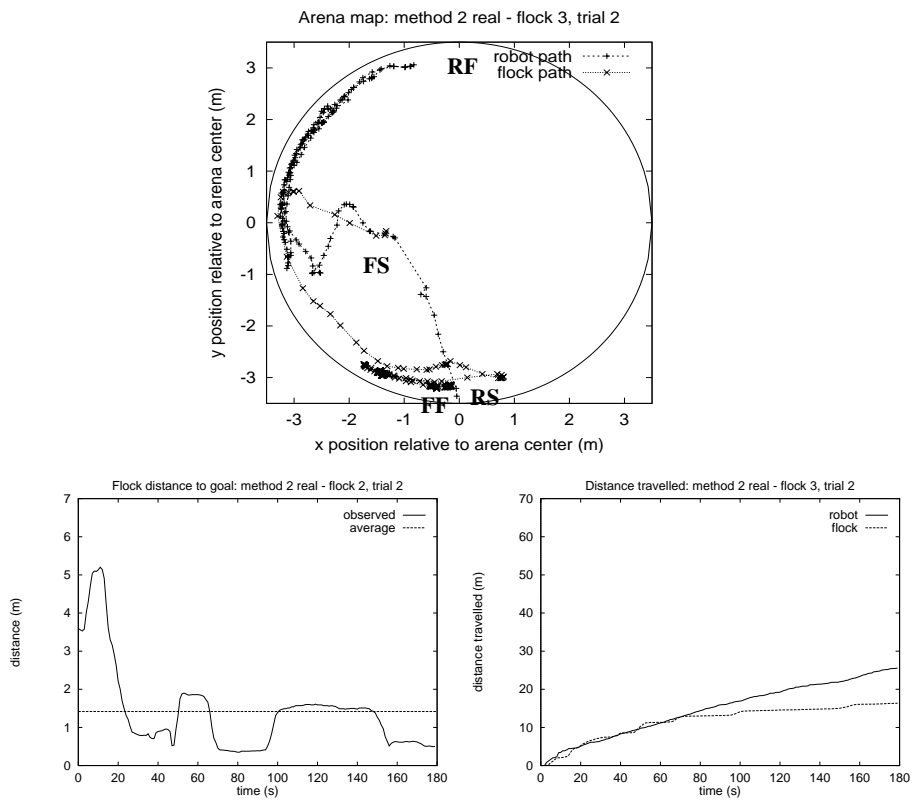 Arena map: method 2 real - flock 3, trial 2
robot path
flock path
RF
FS
RS
FF
3
2
1
0
-1
-2
-3
-3 -2 -1 0 1 2 3
y position relative to arena center (m)
x position relative to arena center (m)
Flock distance to goal: method 2 real - flock 2, trial 2
observed
average
7
6
5
4
3
2
1
0
0 20 40 60 80 100 120 140 160 180
distance (m)
time (s)
Distance travelled: method 2 real - flock 3, trial 2
robot
flock
70
60
50
40
30
20
10
0
0 20 40 60 80 100 120 140 160 180
distance travelled (m)
time (s)